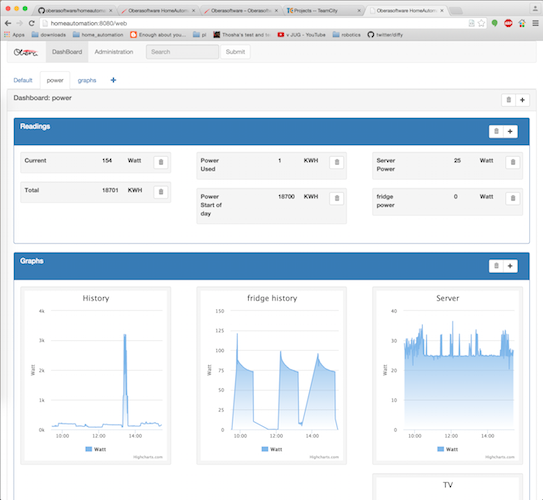 Oberasoftware HomeAutom
Projects — TeamCity
Oberasoftware HomeAutom
homeautomation:8080/web
Apps downloads home_automation Enough about you... pi Thosha's test and to v JUG - YouTube robotics twitter/diffy
DashBoard Administration Search Submit
Default power graphs +
Dashboard: power
Readings
Current 154 Watt
Power Used 1 KWH
Server Power 25 Watt
Total 18701 KWH
Power Start of day 18700 KWH
fridge power 0 Watt
Graphs
History
4k
3k
2k
1k
0k
Watt
10:00 12:00 14:00
Watt
Highcharts.com
fridge history
150
125
100
75
50
25
0
Watt
10:00 12:00 14:00
Watt
Highcharts.com
Server
40
30
20
10
0
Watt
10:00 12:00 14:00
Watt
Highcharts.com
TV